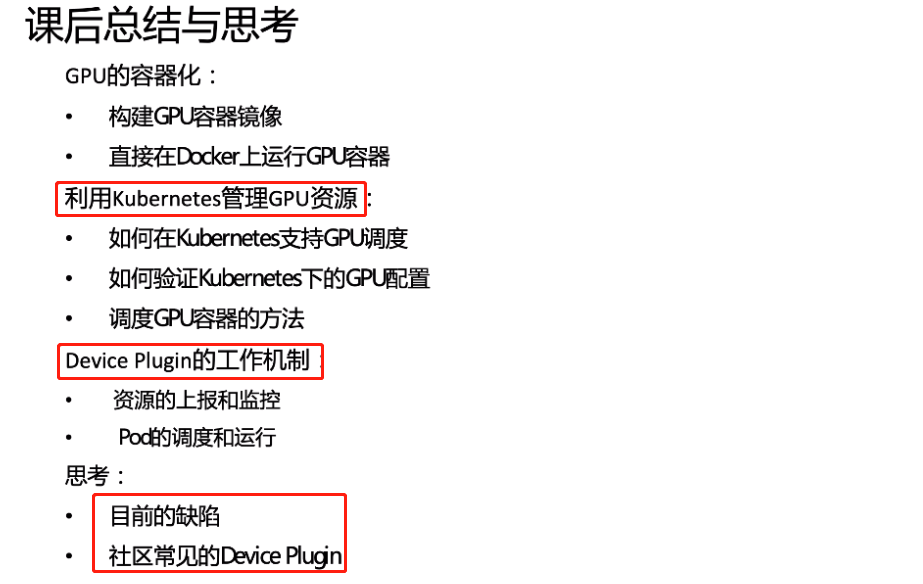 课后总结与思考
GPU的容器化：
• 构建GPU容器镜像
• 直接在Docker上运行GPU容器
利用Kubernetes管理GPU资源：
• 如何在Kubernetes支持GPU调度
• 如何验证Kubernetes下的GPU配置
• 调度GPU容器的方法
Device Plugin的工作机制：
• 资源的上报和监控
• Pod的调度和运行
思考：
• 目前的缺陷
• 社区常见的Device Plugin